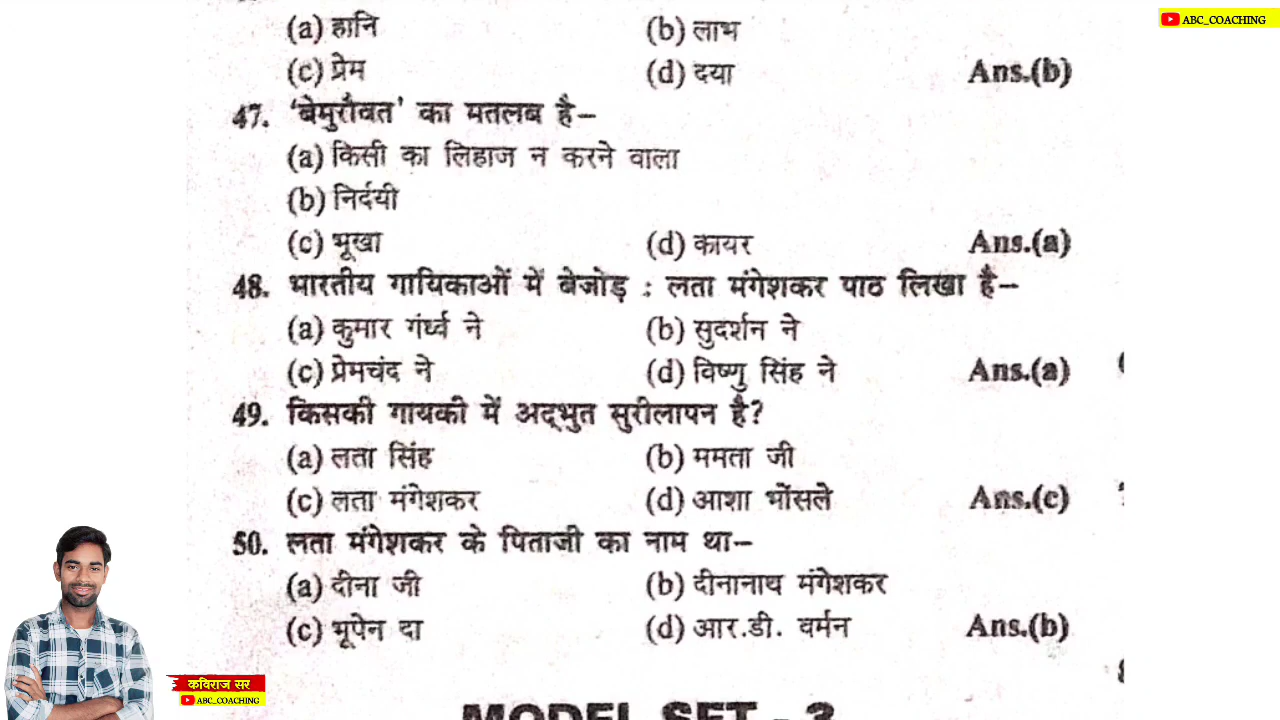 ABC_COACHING
(a) हानि (b) लाभ
(c) प्रेम (d) दया Ans.(b)
47. 'बेमुरौवत' का मतलब है–
(a) किसी का लिहाज न करने वाला
(b) निर्दयी
(c) भूखा (d) कायर Ans.(a)
48. भारतीय गायिकाओं में बेजोड़ : लता मंगेशकर पाठ लिखा है–
(a) कुमार गंर्ध्व ने (b) सुदर्शन ने
(c) प्रेमचंद ने (d) विष्णु सिंह ने Ans.(a)
49. किसकी गायकी में अद्भुत सुरीलापन है?
(a) लता सिंह (b) ममता जी
(c) लता मंगेशकर (d) आशा भोंसले Ans.(c)
50. लता मंगेशकर के पिताजी का नाम था–
(a) दीना जी (b) दीनानाथ मंगेशकर
(c) भूपेन दा (d) आर.डी. वर्मन Ans.(b)
कविराज सर
ABC_COACHING
MODEL SET - 3